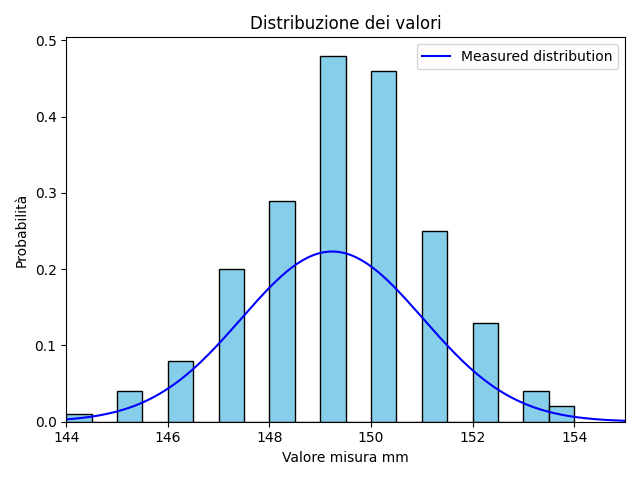 Distribuzione dei valori
Measured distribution
Probabilità
0.5
0.4
0.3
0.2
0.1
0.0
144 146 148 150 152 154
Valore misura mm